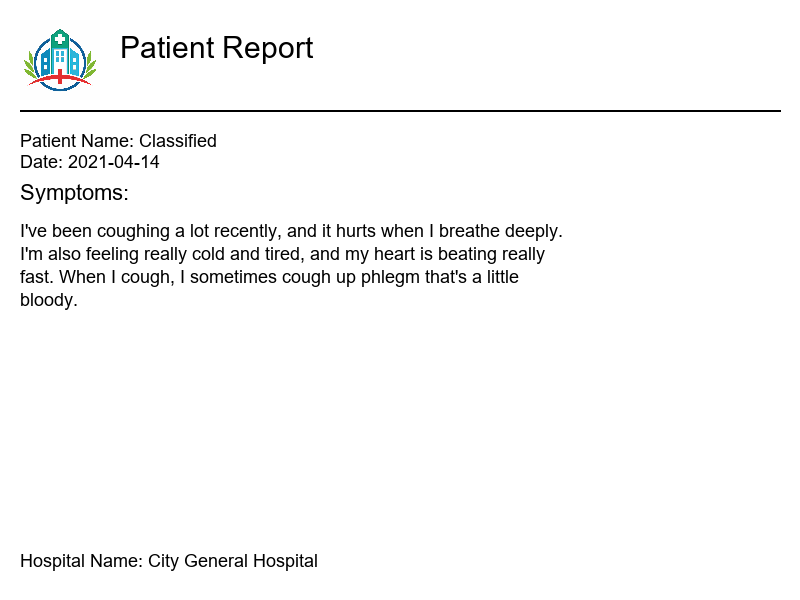 Patient Report
Patient Name: Classified
Date: 2021-04-14
Symptoms:
I've been coughing a lot recently, and it hurts when I breathe deeply.
I'm also feeling really cold and tired, and my heart is beating really
fast. When I cough, I sometimes cough up phlegm that's a little
bloody.
Hospital Name: City General Hospital